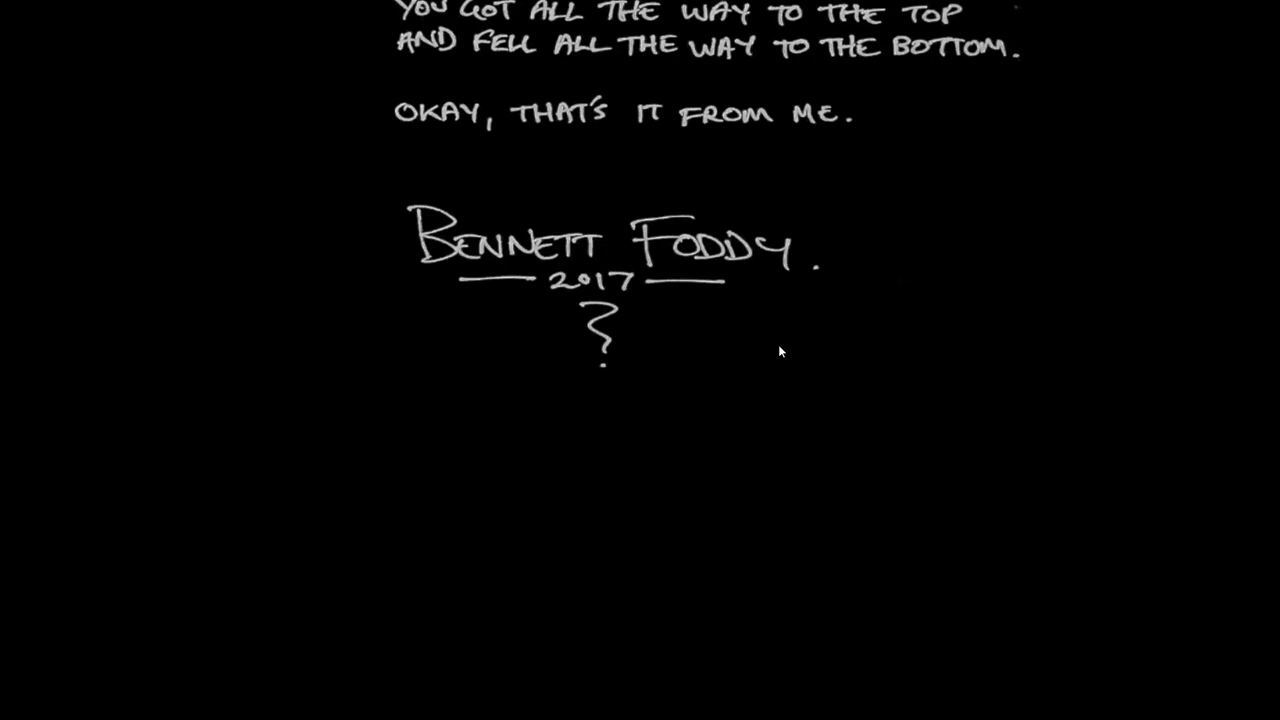 YOU GOT ALL THE WAY TO THE TOP
AND FELL ALL THE WAY TO THE BOTTOM.
OKAY, THAT'S IT FROM ME.
BENNETT FODDY.
— 2017 —
?